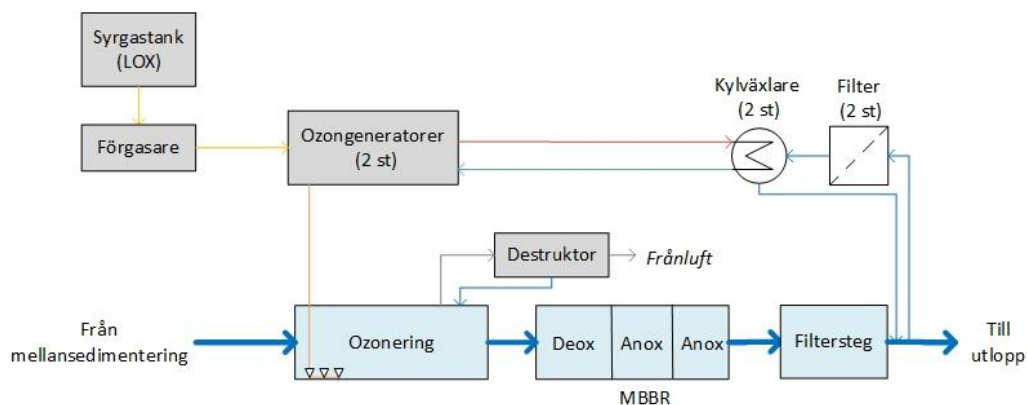 Syrgastank
(LOX)
Förgasare
Ozongeneratorer
(2 st)
Kylväxlare
(2 st)
Filter
(2 st)
Destruktor
Frånluft
Från
mellansedimentering
Ozonering
Deox
Anox
Anox
MBBR
Filtersteg
Till
utlopp